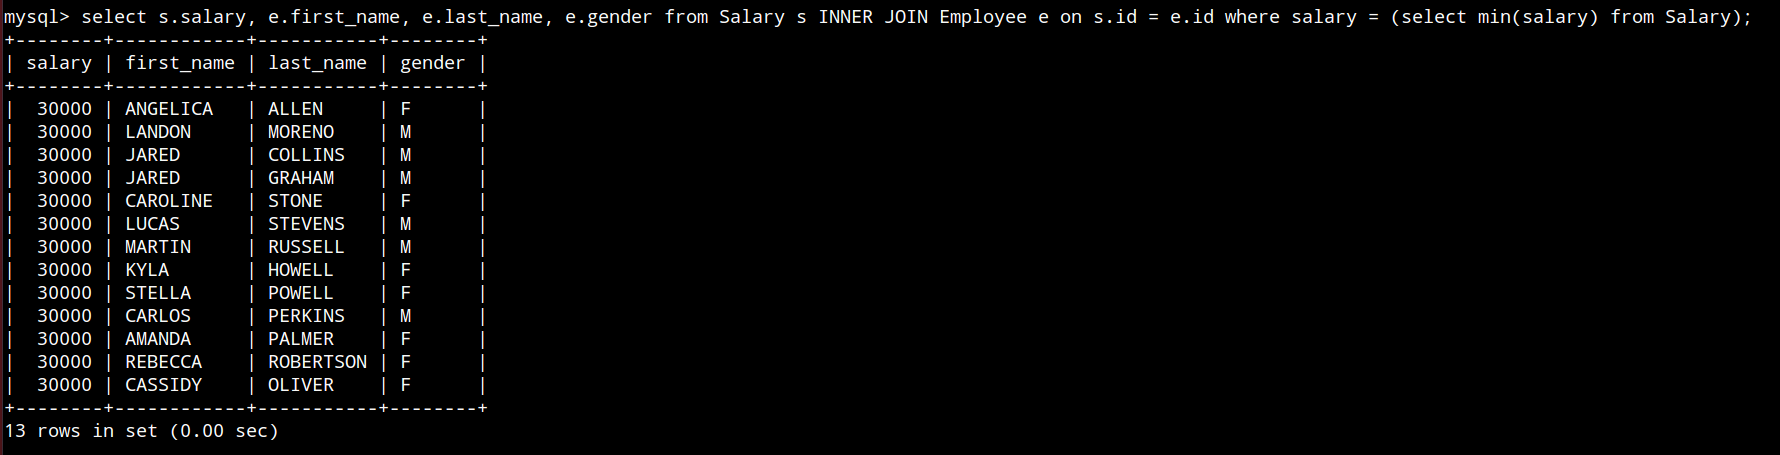 mysql> select s.salary, e.first_name, e.last_name, e.gender from Salary s INNER JOIN Employee e on s.id = e.id where salary = (select min(salary) from Salary);
+--------+------------+-----------+--------+
| salary | first_name | last_name | gender |
+--------+------------+-----------+--------+
|  30000 | ANGELICA   | ALLEN     | F      |
|  30000 | LANDON     | MORENO    | M      |
|  30000 | JARED      | COLLINS   | M      |
|  30000 | JARED      | GRAHAM    | M      |
|  30000 | CAROLINE   | STONE     | F      |
|  30000 | LUCAS      | STEVENS   | M      |
|  30000 | MARTIN     | RUSSELL   | M      |
|  30000 | KYLA       | HOWELL    | F      |
|  30000 | STELLA     | POWELL    | F      |
|  30000 | CARLOS     | PERKINS   | M      |
|  30000 | AMANDA     | PALMER    | F      |
|  30000 | REBECCA    | ROBERTSON | F      |
|  30000 | CASSIDY    | OLIVER    | F      |
+--------+------------+-----------+--------+
13 rows in set (0.00 sec)